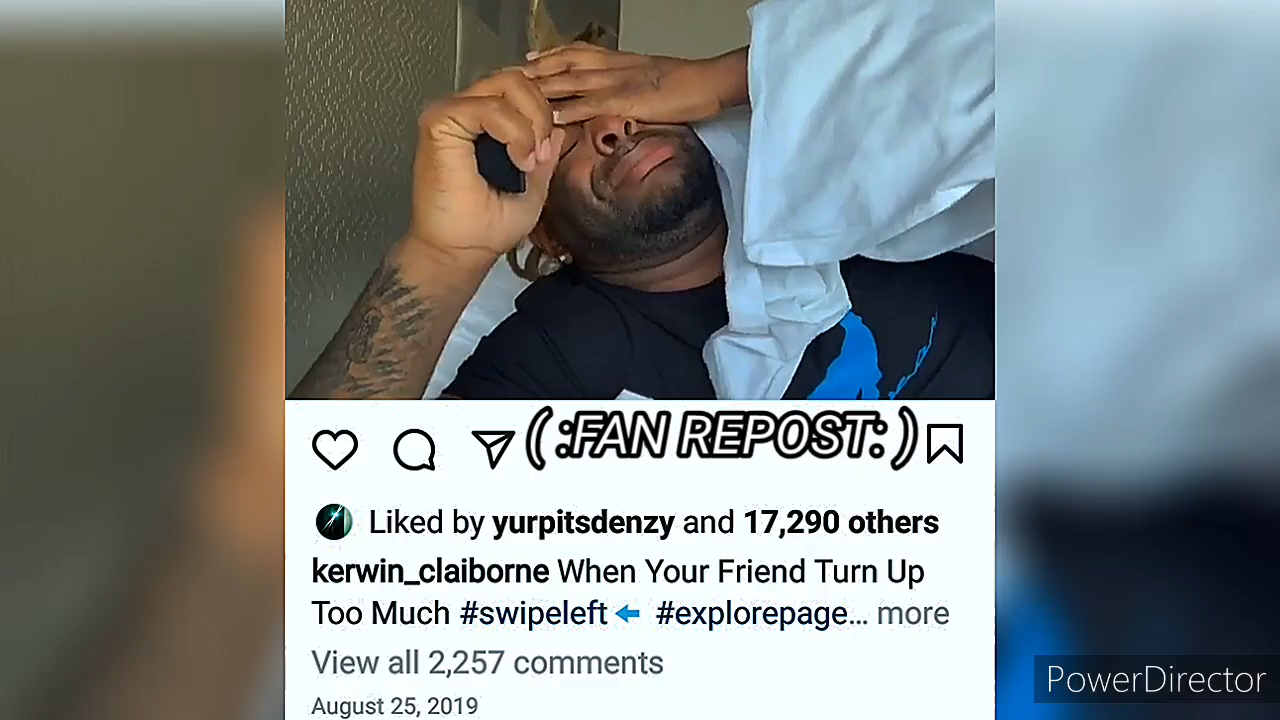 ( :FAN REPOST: )
Liked by yurpitsdenzy and 17,290 others
kerwin_claiborne When Your Friend Turn Up
Too Much #swipeleft⬅ #explorepage... more
View all 2,257 comments
August 25, 2019
PowerDirector